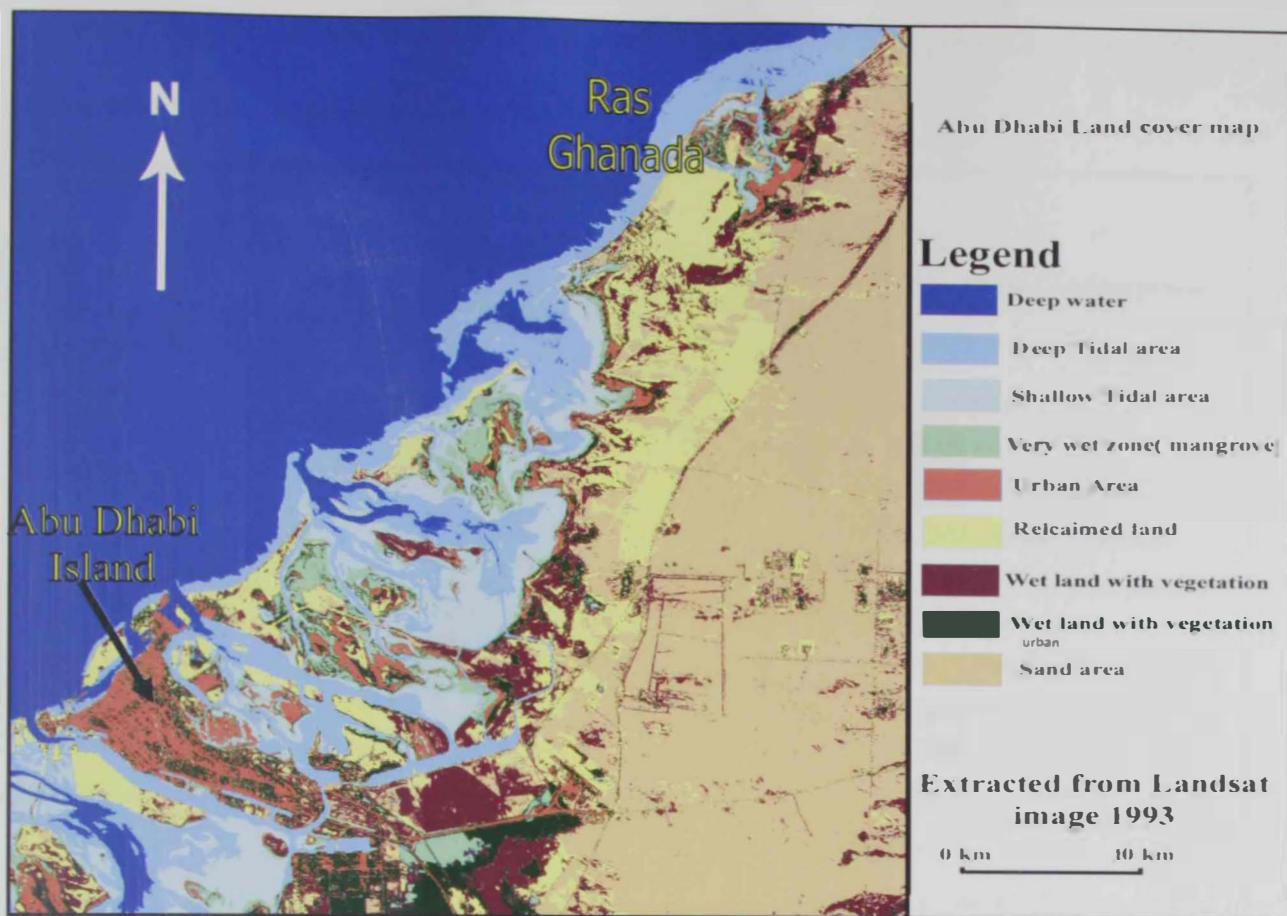 N
Ras
Ghanada
Abu Dhabi
Island
Abu Dhabi Land cover map
Legend
Deep water
Deep Tidal area
Shallow Tidal area
Very wet zone( mangrove
Urban Area
Relcaimed land
Wet land with vegetation
Wet land with vegetation
urban
Sand area
Extracted from Landsat
image 1993
0 km 10 km